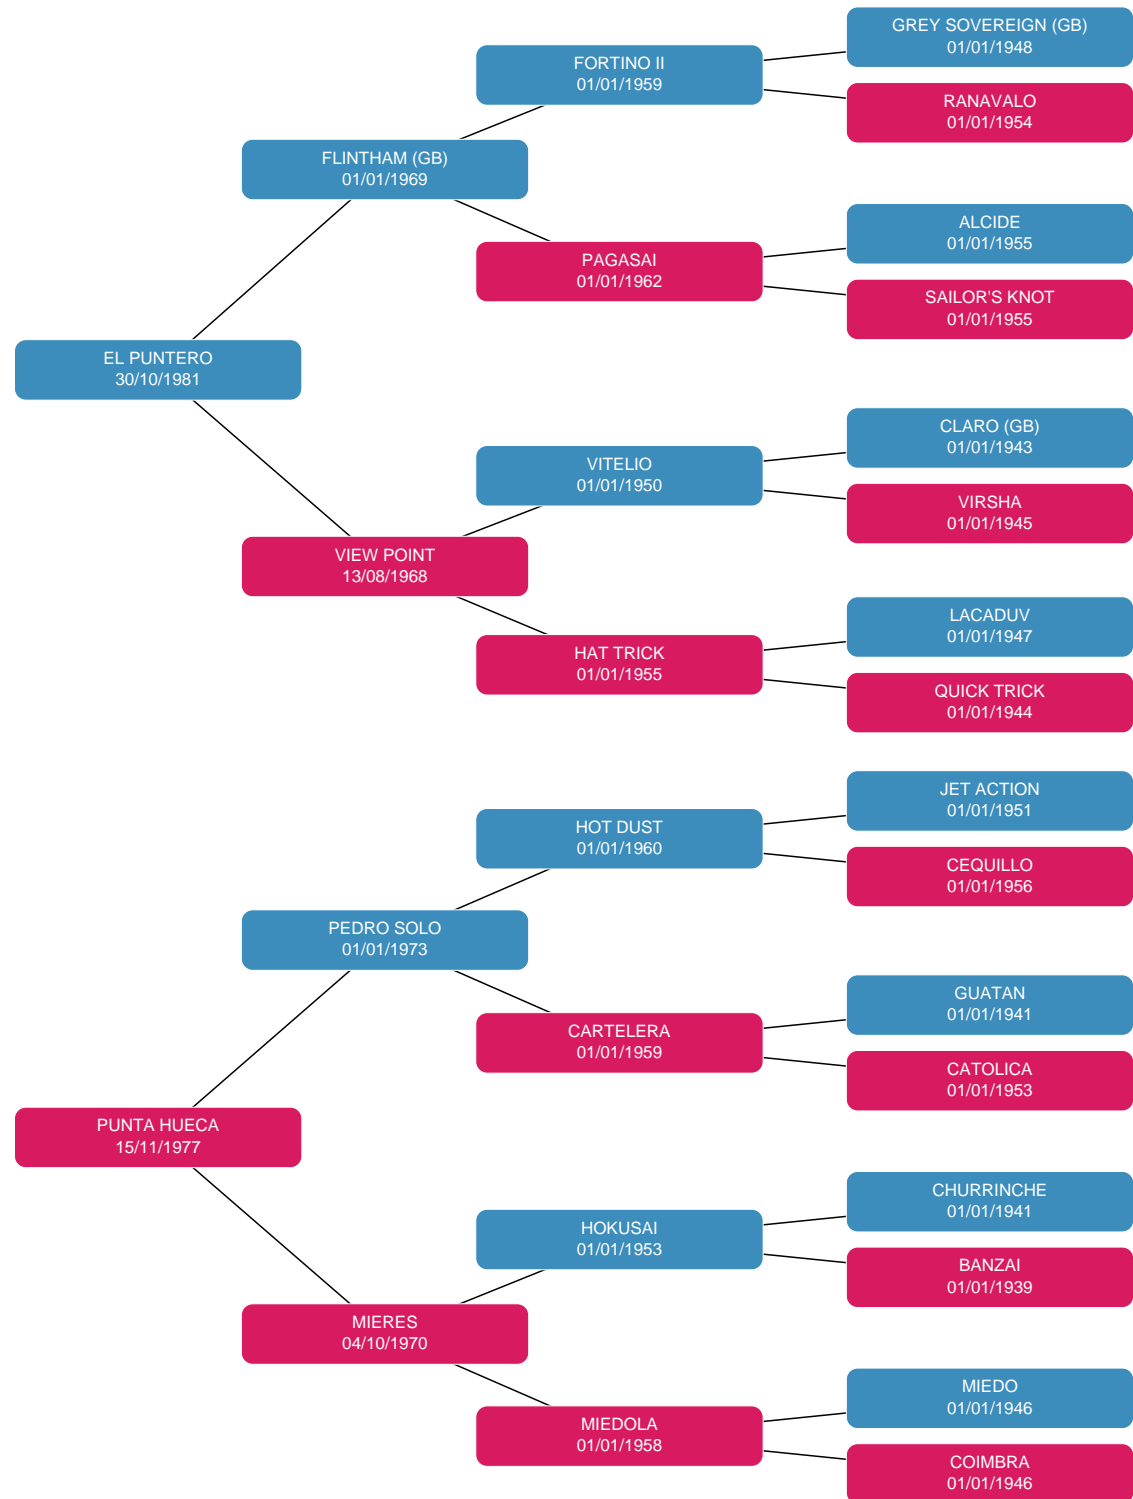 GREY SOVEREIGN (GB)
01/01/1948
FORTINO II
01/01/1959
RANAVALO
01/01/1954
FLINTHAM (GB)
01/01/1969
ALCIDE
01/01/1955
PAGASAI
01/01/1962
SAILOR'S KNOT
01/01/1955
EL PUNTERO
30/10/1981
CLARO (GB)
01/01/1943
VITELIO
01/01/1950
VIRSHA
01/01/1945
VIEW POINT
13/08/1968
LACADUV
01/01/1947
HAT TRICK
01/01/1955
QUICK TRICK
01/01/1944
JET ACTION
01/01/1951
HOT DUST
01/01/1960
CEQUILLO
01/01/1956
PEDRO SOLO
01/01/1973
GUATAN
01/01/1941
CARTELERA
01/01/1959
CATOLICA
01/01/1953
PUNTA HUECA
15/11/1977
CHURRINCHE
01/01/1941
HOKUSAI
01/01/1953
BANZAI
01/01/1939
MIERES
04/10/1970
MIEDO
01/01/1946
MIEDOLA
01/01/1958
COIMBRA
01/01/1946